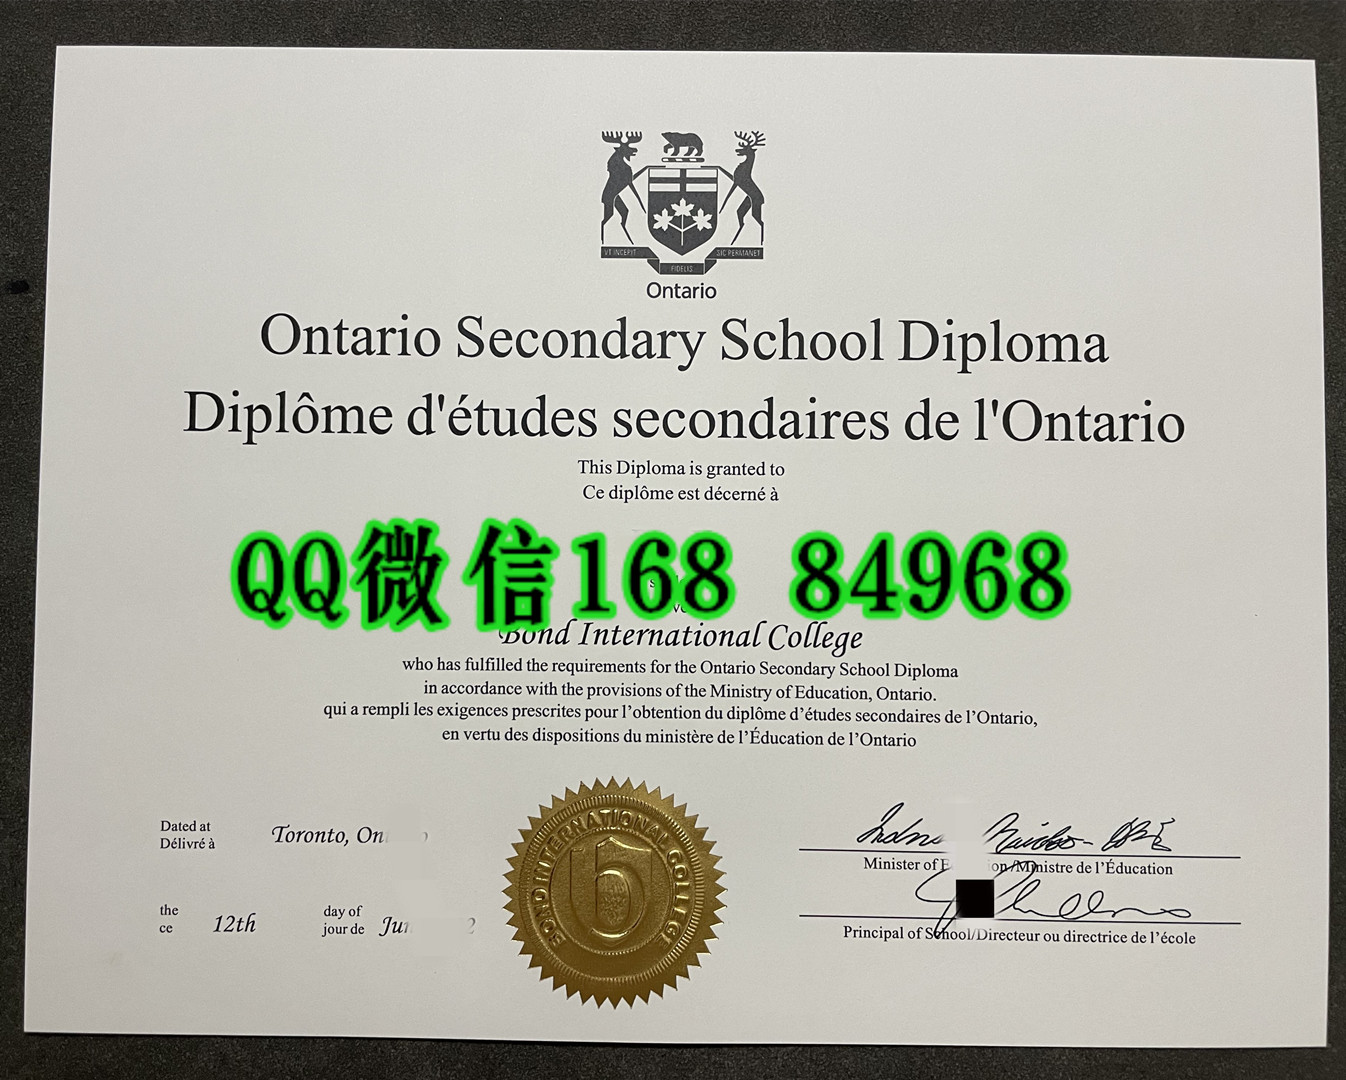 VT INCEPIT
FIDELIS
SIC PERMANET
Ontario
Ontario Secondary School Diploma
Diplôme d'études secondaires de l'Ontario
This Diploma is granted to
Ce diplôme est décerné à
QQ微信168 84968
Bond International College
who has fulfilled the requirements for the Ontario Secondary School Diploma
in accordance with the provisions of the Ministry of Education, Ontario.
qui a rempli les exigences prescrites pour l’obtention du diplôme d’études secondaires de l’Ontario,
en vertu des dispositions du ministère de l’Éducation de l’Ontario
Dated at
Délivré à
Toronto, On
the
ce
12th
day of
jour de
Jun
2
BOND INTERNATIONAL COLLEGE
b
Minister of E ion/Ministre de l’Éducation
Principal of School/Directeur ou directrice de l’école